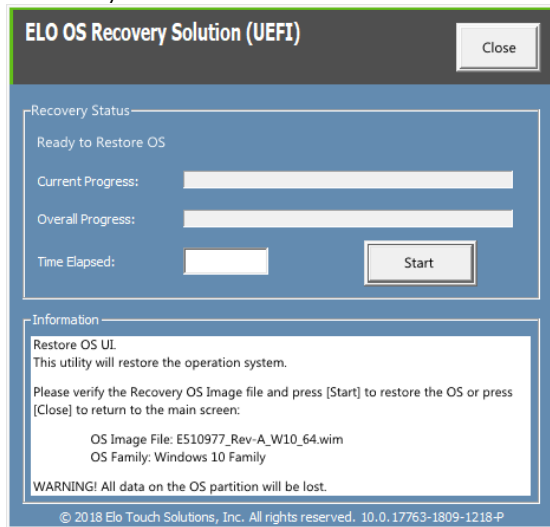 ELO OS Recovery Solution (UEFI)
Close
Recovery Status
Ready to Restore OS
Current Progress:
Overall Progress:
Time Elapsed:
Start
Information
Restore OS UI.
This utility will restore the operation system.
Please verify the Recovery OS Image file and press [Start] to restore the OS or press
[Close] to return to the main screen:
OS Image File: E510977_Rev-A_W10_64.wim
OS Family: Windows 10 Family
WARNING! All data on the OS partition will be lost.
© 2018 Elo Touch Solutions, Inc. All rights reserved. 10.0.17763-1809-1218-P